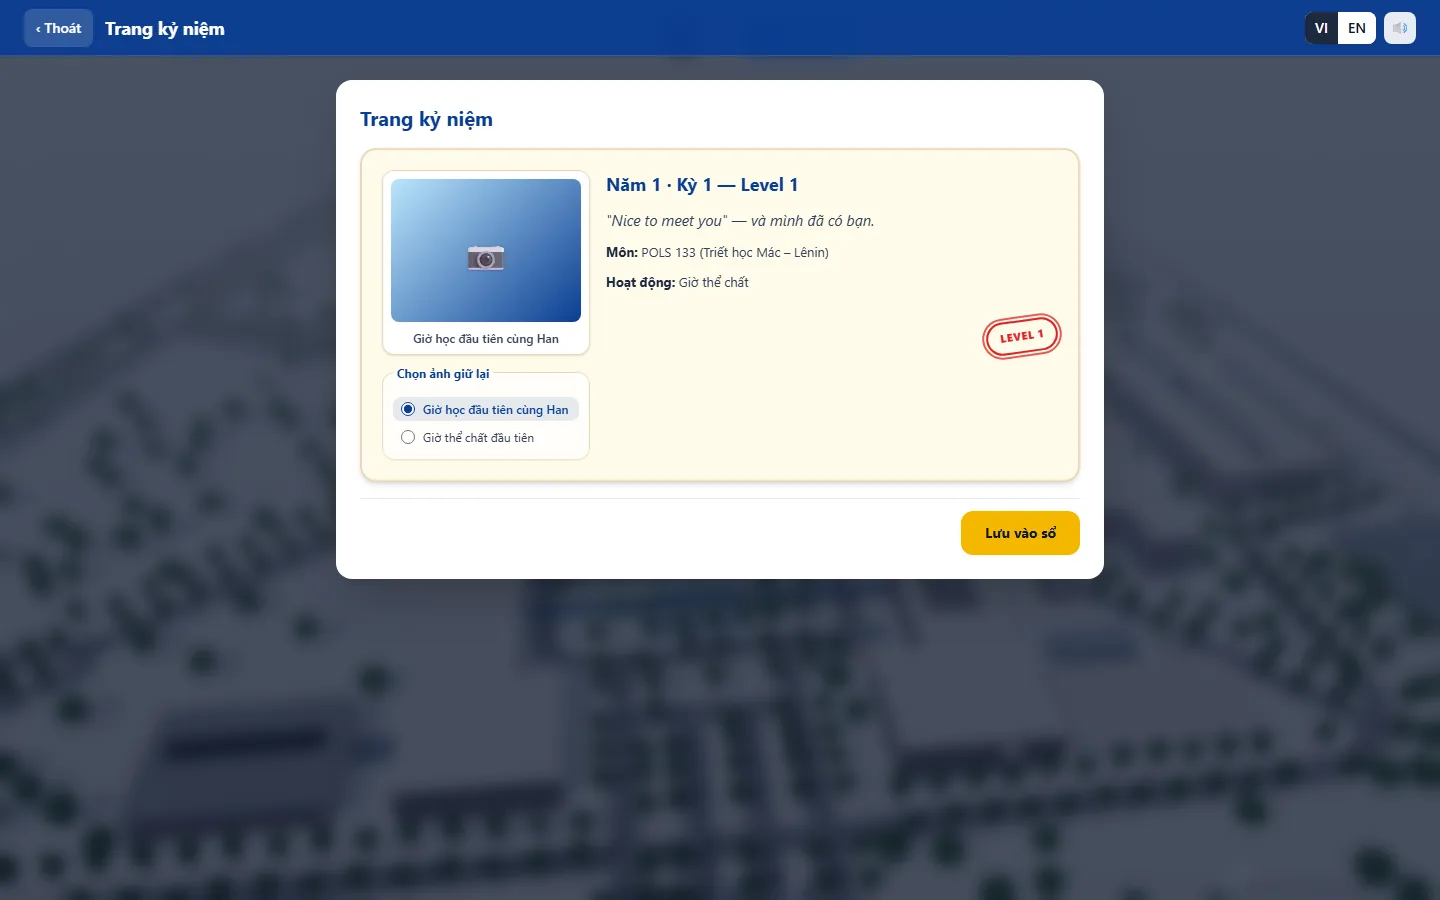 ‹ Thoát
Trang kỷ niệm
VI
EN
Trang kỷ niệm
Giờ học đầu tiên cùng Han
Chọn ảnh giữ lại
Giờ học đầu tiên cùng Han
Giờ thể chất đầu tiên
Năm 1 · Kỳ 1 — Level 1
"Nice to meet you" — và mình đã có bạn.
Môn: POLS 133 (Triết học Mác – Lênin)
Hoạt động: Giờ thể chất
LEVEL 1
Lưu vào sổ